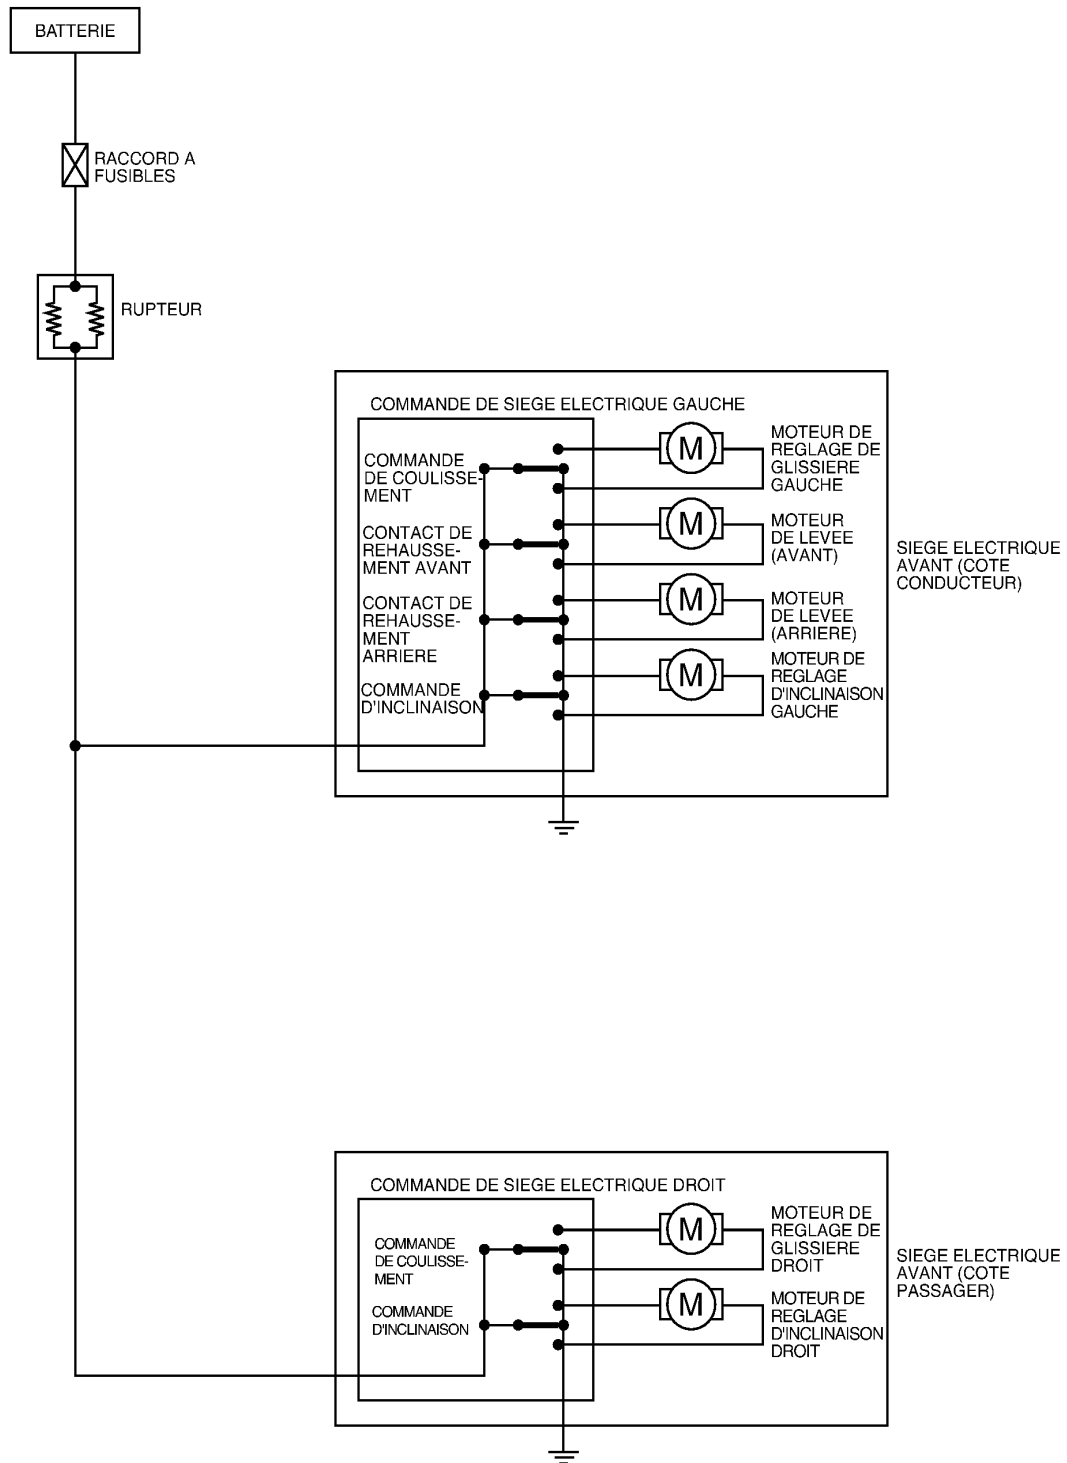 BATTERIE
RACCORD A
FUSIBLES
RUPTEUR
COMMANDE DE SIEGE ELECTRIQUE GAUCHE
COMMANDE
DE COULISSE-
MENT
M
MOTEUR DE
REGLAGE DE
GLISSIERE
GAUCHE
CONTACT DE
REHAUSSE-
MENT AVANT
M
MOTEUR
DE LEVEE
(AVANT)
CONTACT DE
REHAUSSE-
MENT
ARRIERE
M
MOTEUR
DE LEVEE
(ARRIERE)
COMMANDE
D'INCLINAISON
M
MOTEUR DE
REGLAGE
D'INCLINAISON
GAUCHE
SIEGE ELECTRIQUE
AVANT (COTE
CONDUCTEUR)
COMMANDE DE SIEGE ELECTRIQUE DROIT
COMMANDE
DE COULISSE-
MENT
M
MOTEUR DE
REGLAGE DE
GLISSIERE
DROIT
COMMANDE
D'INCLINAISON
M
MOTEUR DE
REGLAGE
D'INCLINAISON
DROIT
SIEGE ELECTRIQUE
AVANT (COTE
PASSAGER)